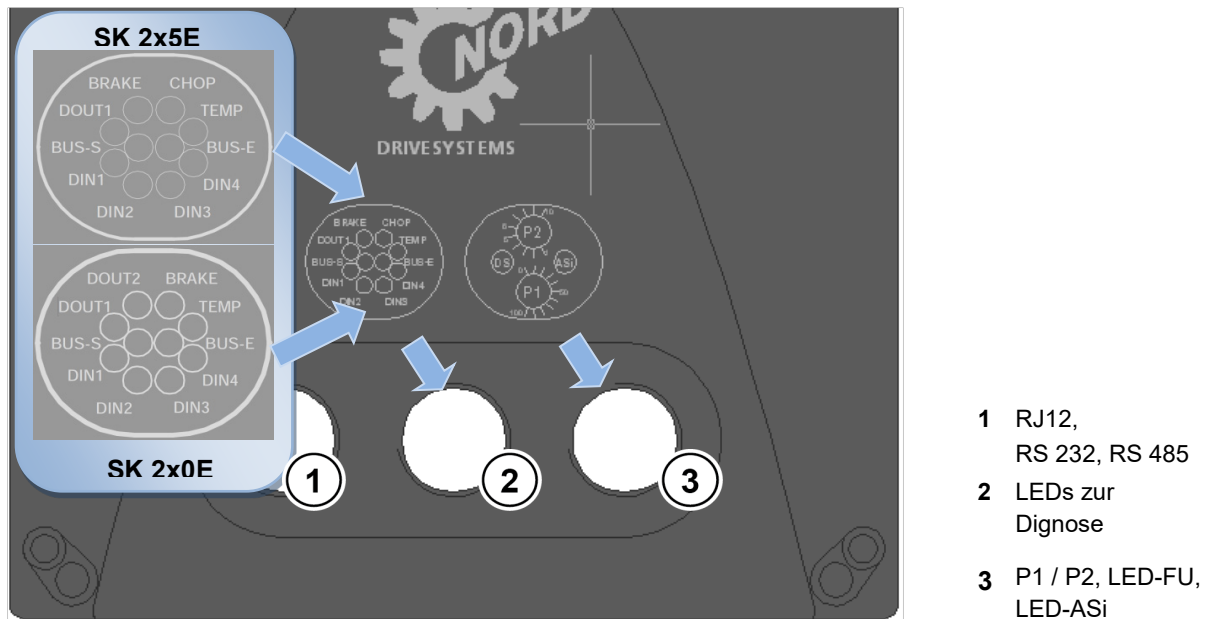 SK 2x5E
BRAKE CHOP
DOUT1 TEMP
BUS-S BUS-E
DIN1 DIN4
DIN2 DIN3
DOUT2 BRAKE
DOUT1 TEMP
BUS-S BUS-E
DIN1 DIN4
DIN2 DIN3
SK 2x0E
NORD
DRIVESYSTEMS
BRAKE CHOP
DOUT1 TEMP
BUS-S BUS-E
DIN1 DIN4
DIN2 DIN3
P2
DS ASi
P1
50
100
1
2
3
1 RJ12,
RS 232, RS 485
2 LEDs zur
Dignose
3 P1 / P2, LED-FU,
LED-ASi